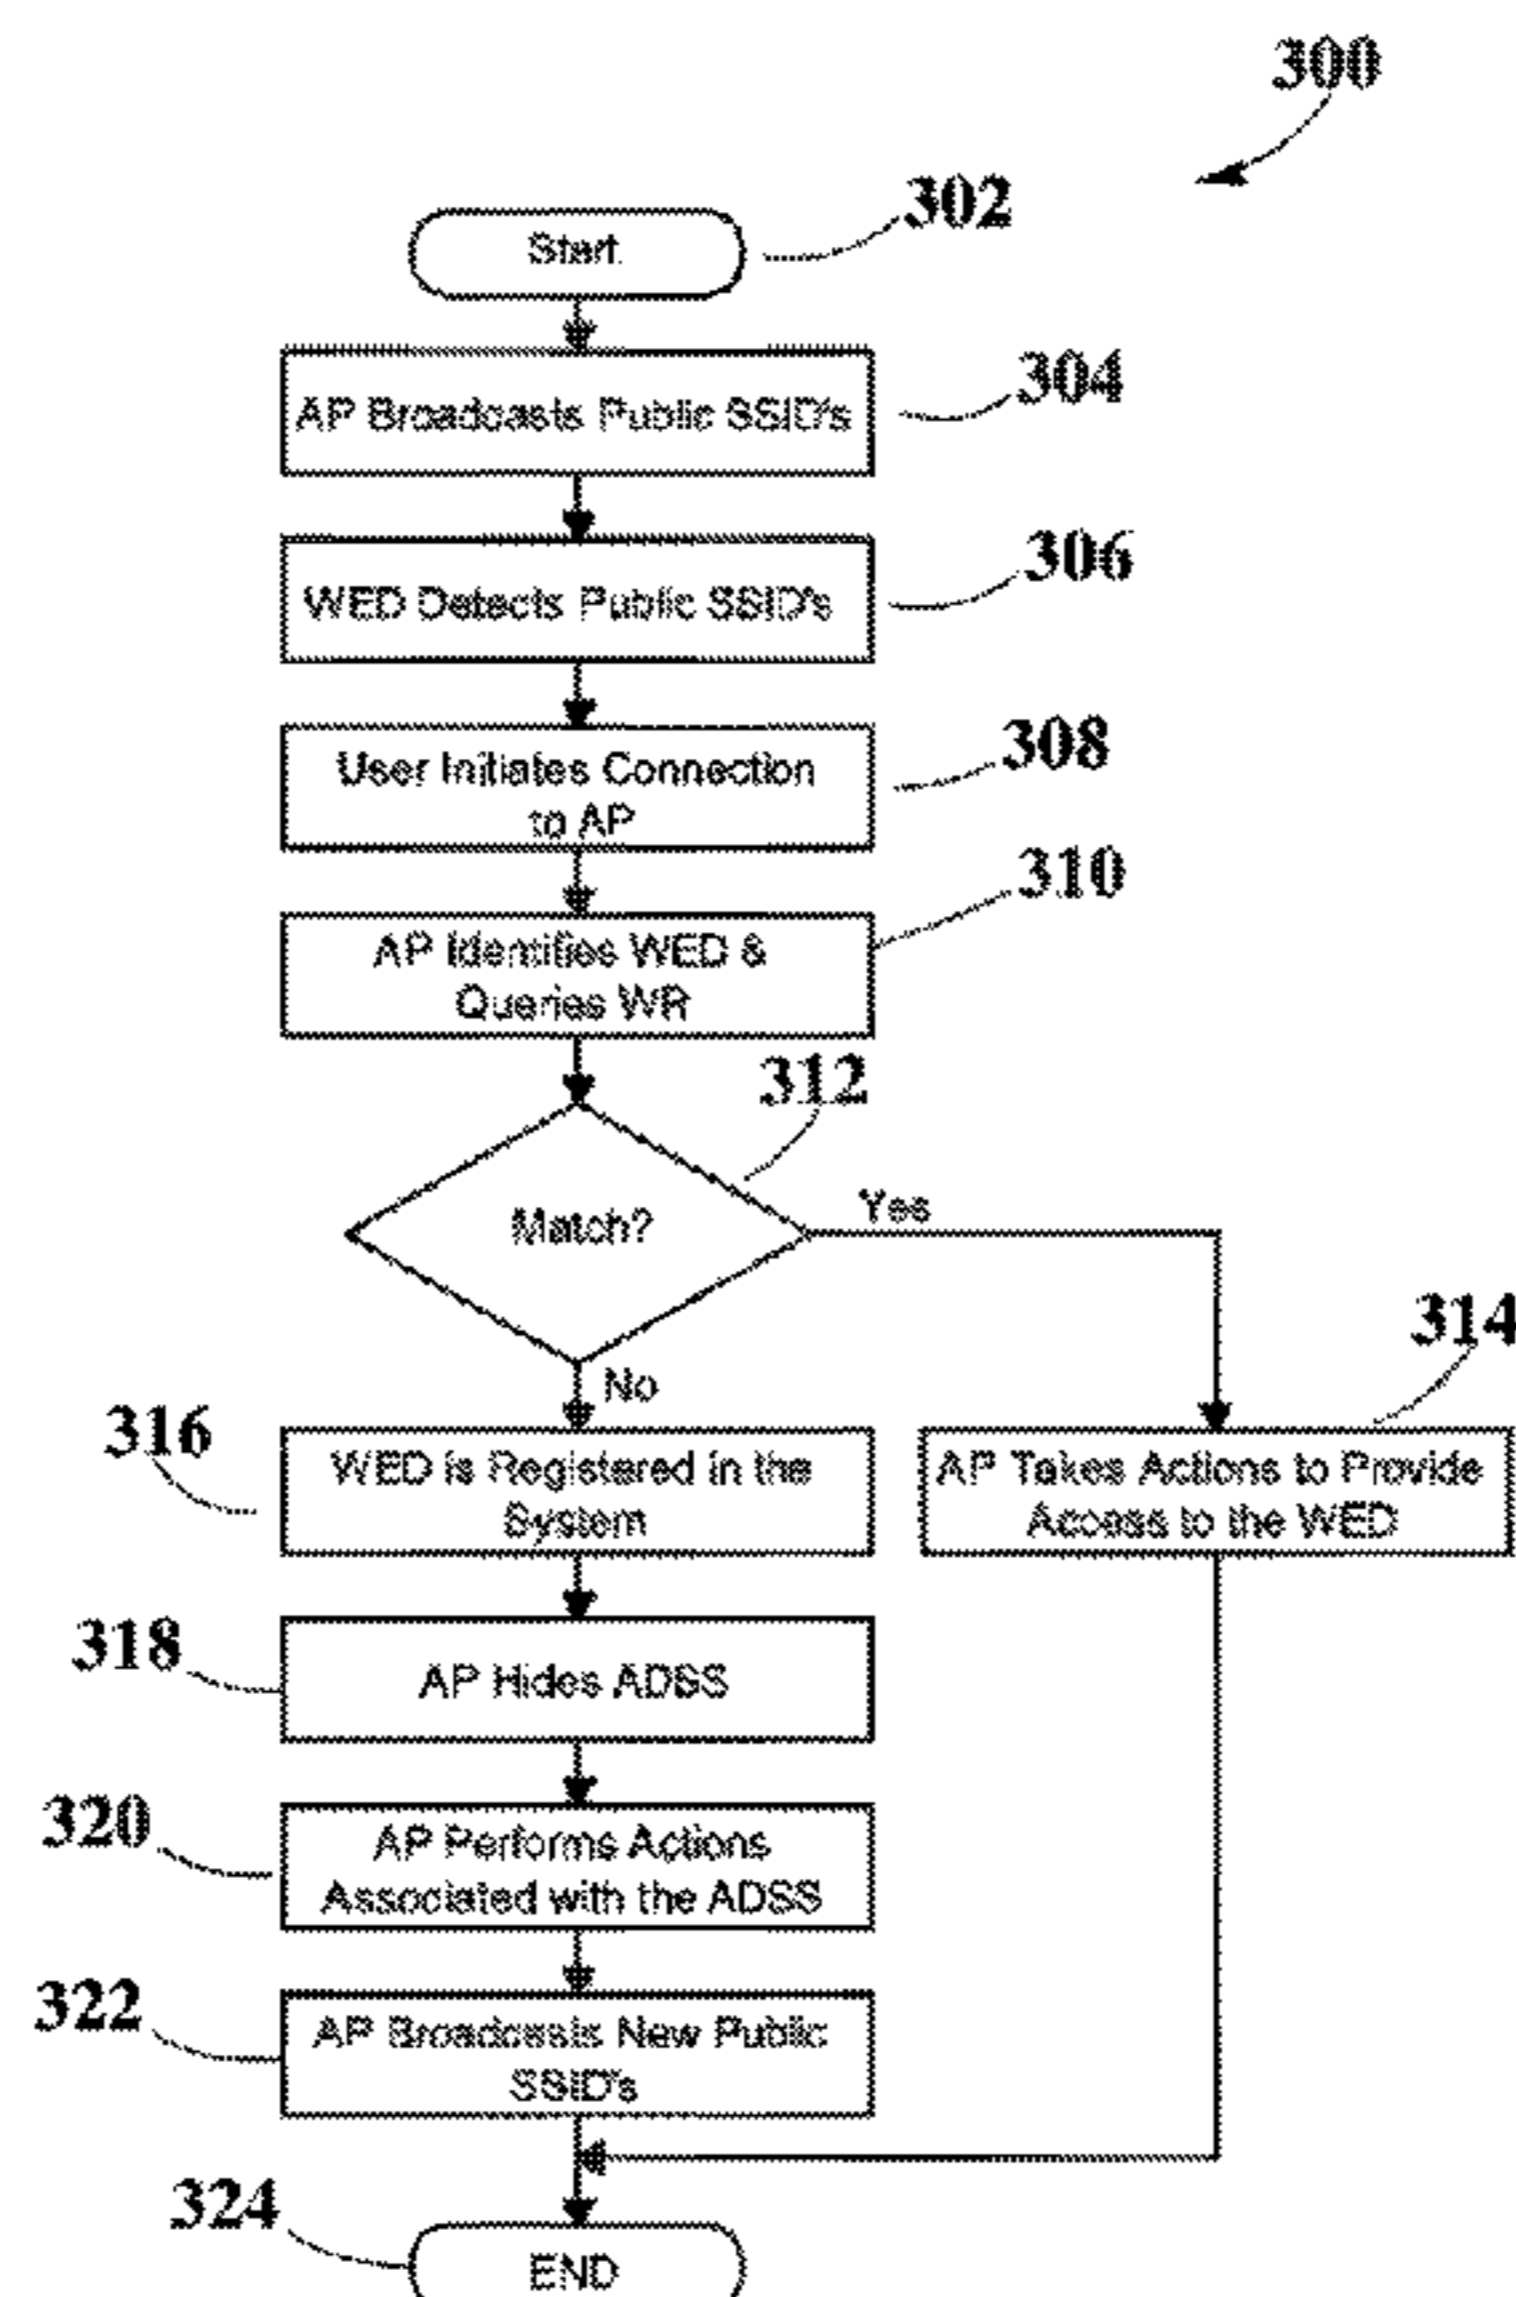 300
302
Start
304
AP Broadcasts Public SSID's
306
WED Detects Public SSID's
308
User Initiates Connection
to AP
310
AP Identifies WED &
Queries WR
312
Match?
Yes
No
314
316
WED is Registered in the
System
AP Takes Actions to Provide
Access to the WED
318
AP Hides ADSS
320
AP Performs Actions
Associated with the ADSS
322
AP Broadcasts New Public
SSID's
324
END